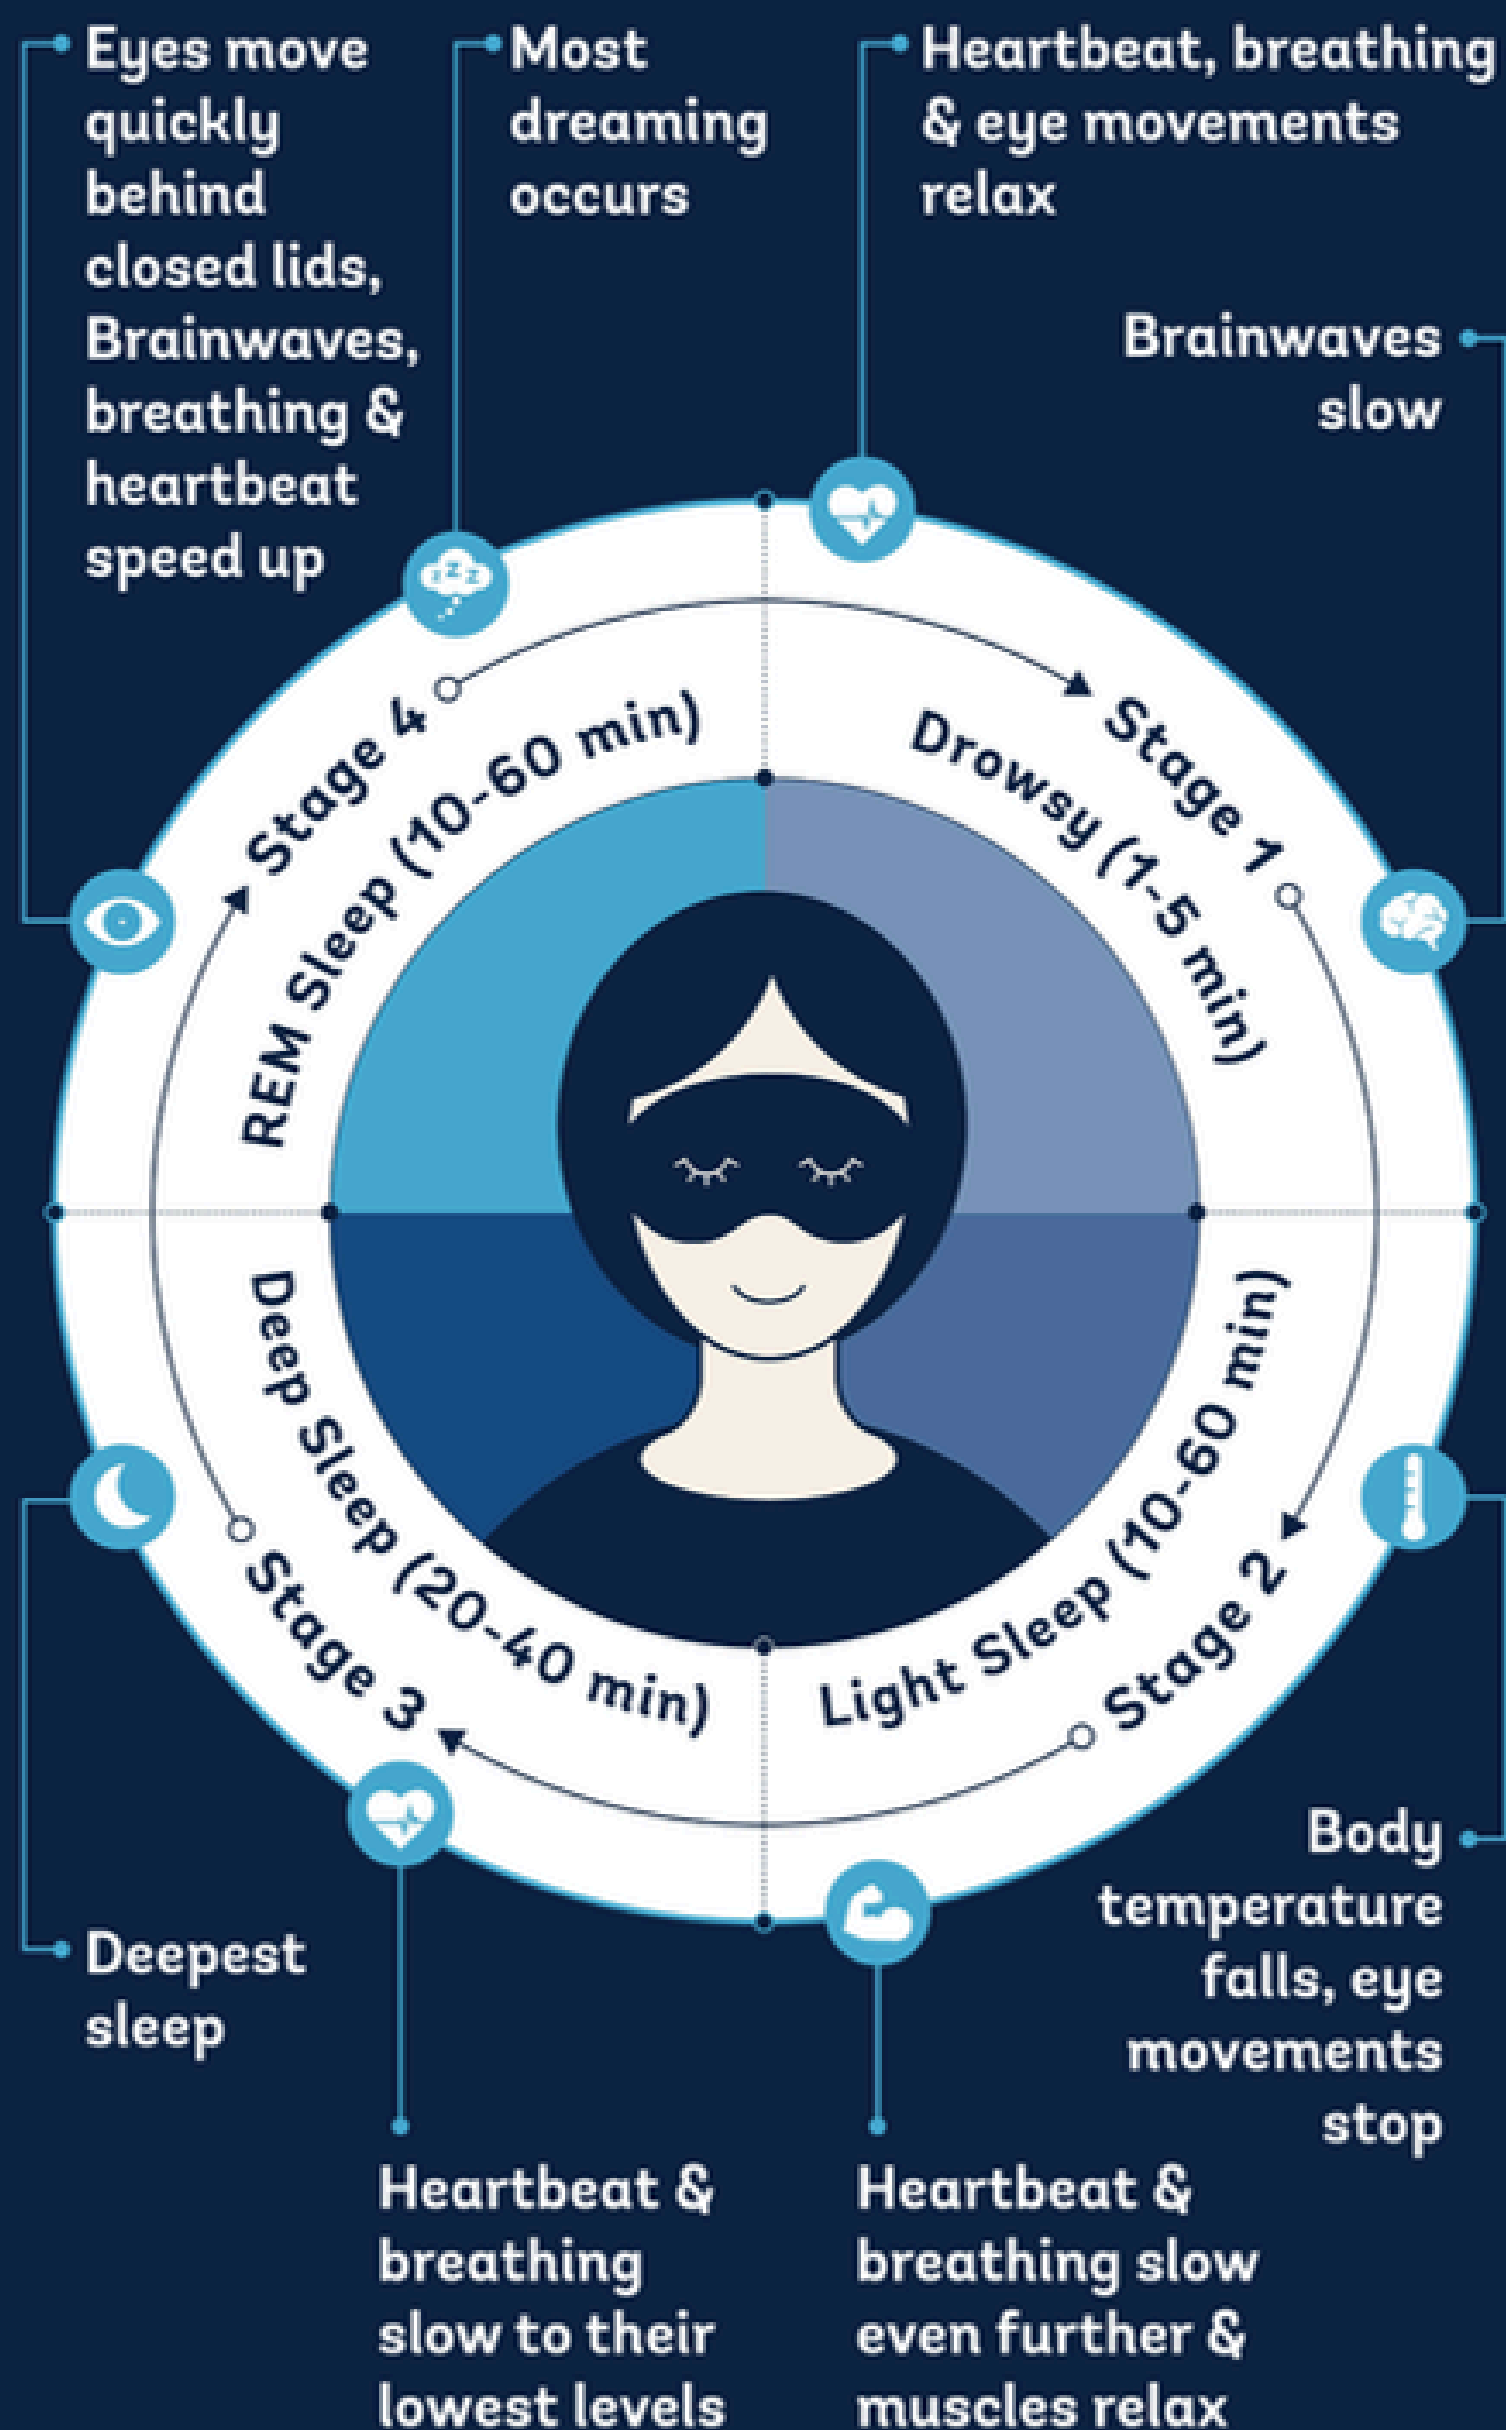 Eyes move
quickly
behind
closed lids,
Brainwaves,
breathing &
heartbeat
speed up
Most
dreaming
occurs
Heartbeat, breathing
& eye movements
relax
Brainwaves
slow
zzz
Stage 4
REM Sleep (10-60 min)
Stage 1
Drowsy (1-5 min)
Deep Sleep (20-40 min)
Stage 3
Light Sleep (10-60 min)
Stage 2
Body
temperature
falls, eye
movements
stop
Deepest
sleep
Heartbeat &
breathing
slow to their
lowest levels
Heartbeat &
breathing slow
even further &
muscles relax